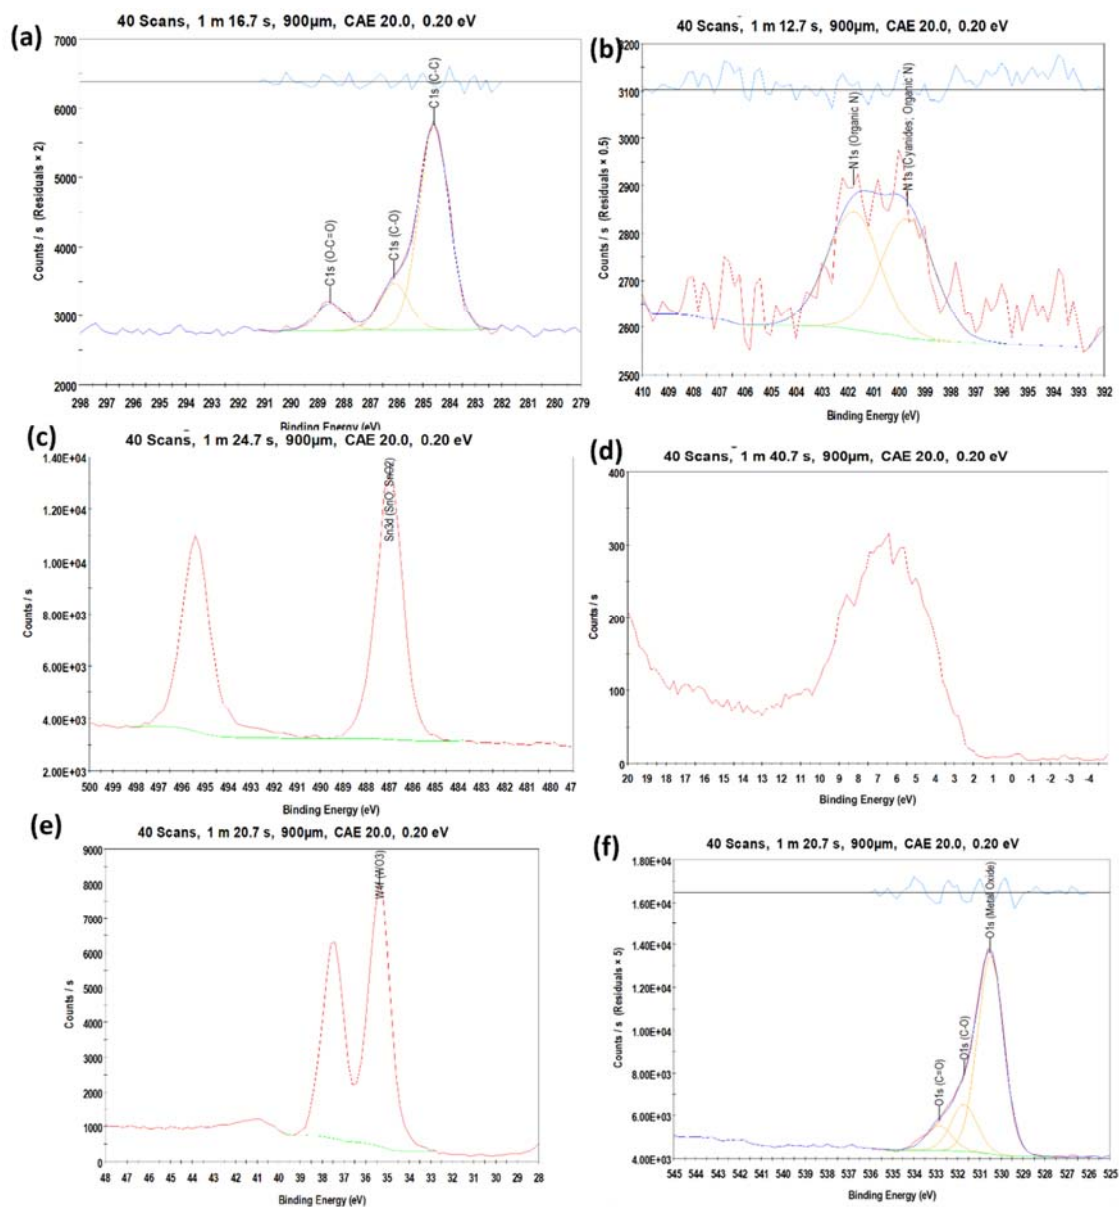 (a)
40 Scans, 1 m 16.7 s, 900µm, CAE 20.0, 0.20 eV
7000
6000
5000
4000
3000
2000
Counts / s (Residuals × 2)
C1s (O-C=O)
C1s (C-O)
C1s (C-C)
298 297 296 295 294 293 292 291 290 289 288 287 286 285 284 283 282 281 280 279
Binding Energy (eV)
(b)
40 Scans, 1 m 12.7 s, 900µm, CAE 20.0, 0.20 eV
3200
3100
3000
2900
2800
2700
2600
2500
Counts / s (Residuals × 0.5)
N1s (Organic N)
N1s (Cyanides; Organic N)
410 409 408 407 406 405 404 403 402 401 400 399 398 397 396 395 394 393 392
Binding Energy (eV)
(c)
40 Scans, 1 m 24.7 s, 900µm, CAE 20.0, 0.20 eV
1.40E+04
1.20E+04
1.00E+04
8.00E+03
6.00E+03
4.00E+03
2.00E+03
Counts / s
Sn3d (SnO, SnO2)
500 499 498 497 496 495 494 493 492 491 490 489 488 487 486 485 484 483 482 481 480 47
Binding Energy (eV)
(d)
40 Scans, 1 m 40.7 s, 900µm, CAE 20.0, 0.20 eV
400
300
200
100
0
Counts / s
20 19 18 17 16 15 14 13 12 11 10 9 8 7 6 5 4 3 2 1 0 -1 -2 -3 -4
Binding Energy (eV)
(e)
40 Scans, 1 m 20.7 s, 900µm, CAE 20.0, 0.20 eV
9000
8000
7000
6000
5000
4000
3000
2000
1000
0
Counts / s
W4f (WO3)
48 47 46 45 44 43 42 41 40 39 38 37 36 35 34 33 32 31 30 29 28
Binding Energy (eV)
(f)
40 Scans, 1 m 20.7 s, 900µm, CAE 20.0, 0.20 eV
1.80E+04
1.60E+04
1.40E+04
1.20E+04
1.00E+04
8.00E+03
6.00E+03
4.00E+03
Counts / s (Residuals × 5)
O1s (C=O)
O1s (C-O)
O1s (Metal Oxide)
545 544 543 542 541 540 539 538 537 536 535 534 533 532 531 530 529 528 527 526 525
Binding Energy (eV)